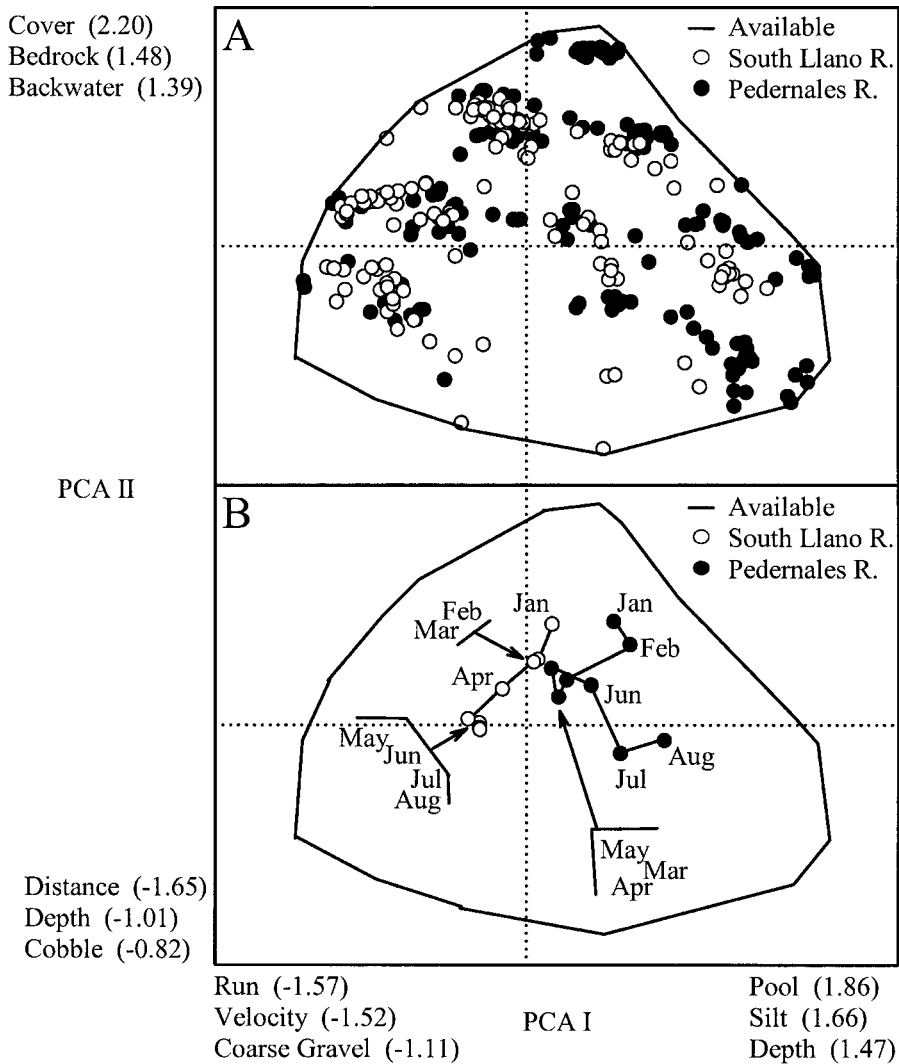 Cover (2.20)
Bedrock (1.48)
Backwater (1.39)
A
Available
South Llano R.
Pedernales R.
PCA II
B
Available
South Llano R.
Pedernales R.
Jan
Feb
Mar
Apr
May
Jun
Jul
Aug
Jan
Feb
Jun
Jul
Aug
May
Mar
Apr
Distance (-1.65)
Depth (-1.01)
Cobble (-0.82)
Run (-1.57)
Velocity (-1.52)
Coarse Gravel (-1.11)
PCA I
Pool (1.86)
Silt (1.66)
Depth (1.47)